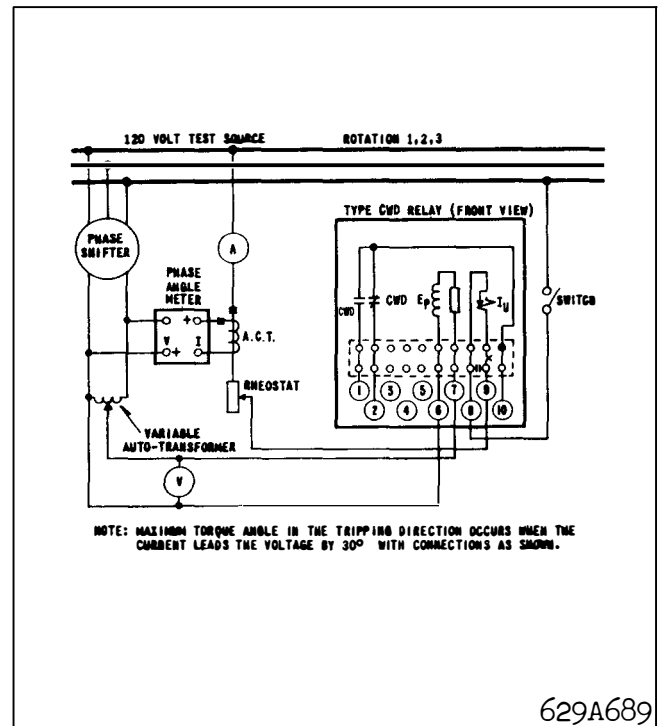 120 VOLT TEST SOURCE
ROTATION 1,2,3
TYPE CWD RELAY (FRONT VIEW)
PHASE
SHIFTER
A
PHASE
ANGLE
METER
+
V
I
+
A.C.T.
CWD
CWD
Ep
Iu
SWITCH
RHEOSTAT
1
3
5
7
9
2
4
6
8
10
VARIABLE
AUTO-TRANSFORMER
V
NOTE: MAXIMUM TORQUE ANGLE IN THE TRIPPING DIRECTION OCCURS WHEN THE
CURRENT LEADS THE VOLTAGE BY 30° WITH CONNECTIONS AS SHOWN.
629A689